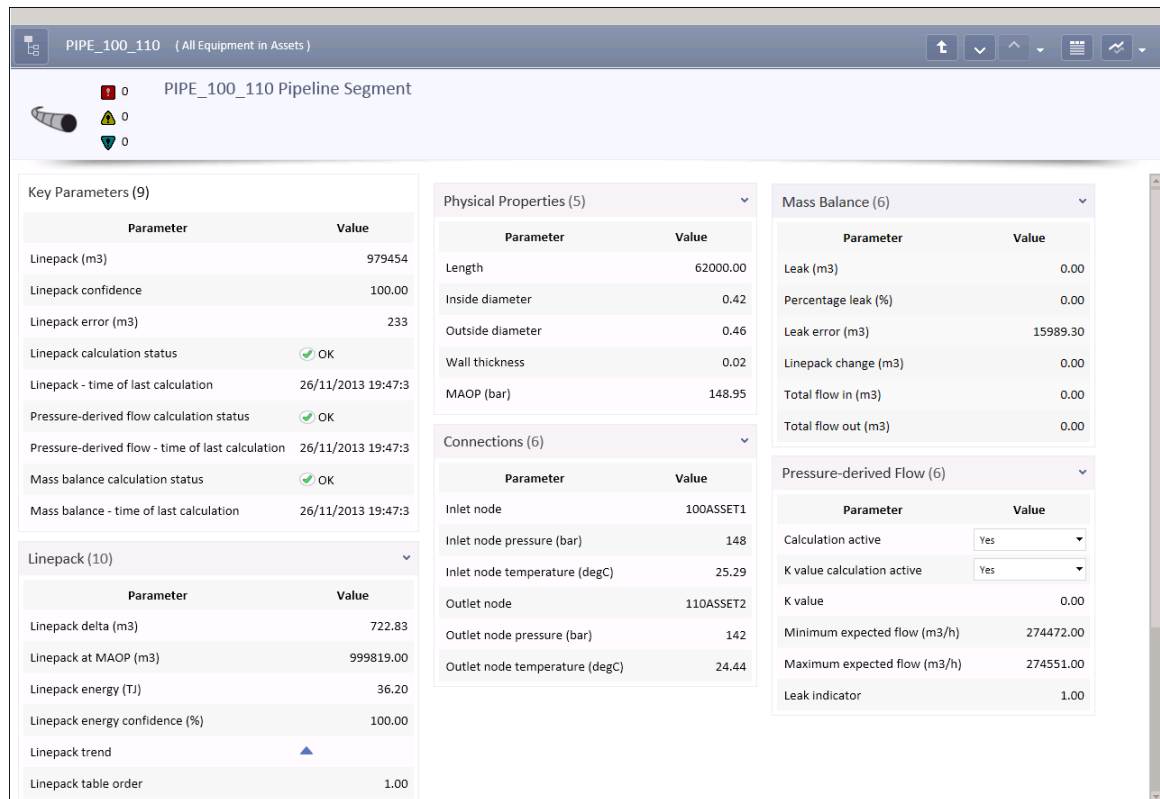 PIPE_100_110 ( All Equipment in Assets )
0
PIPE_100_110 Pipeline Segment
0
0
Key Parameters (9)
Parameter Value
Linepack (m3) 979454
Linepack confidence 100.00
Linepack error (m3) 233
Linepack calculation status OK
Linepack - time of last calculation 26/11/2013 19:47:3
Pressure-derived flow calculation status OK
Pressure-derived flow - time of last calculation 26/11/2013 19:47:3
Mass balance calculation status OK
Mass balance - time of last calculation 26/11/2013 19:47:3
Linepack (10)
Parameter Value
Linepack delta (m3) 722.83
Linepack at MAOP (m3) 999819.00
Linepack energy (TJ) 36.20
Linepack energy confidence (%) 100.00
Linepack trend
Linepack table order 1.00
Physical Properties (5)
Parameter Value
Length 62000.00
Inside diameter 0.42
Outside diameter 0.46
Wall thickness 0.02
MAOP (bar) 148.95
Connections (6)
Parameter Value
Inlet node 100ASSET1
Inlet node pressure (bar) 148
Inlet node temperature (degC) 25.29
Outlet node 110ASSET2
Outlet node pressure (bar) 142
Outlet node temperature (degC) 24.44
Mass Balance (6)
Parameter Value
Leak (m3) 0.00
Percentage leak (%) 0.00
Leak error (m3) 15989.30
Linepack change (m3) 0.00
Total flow in (m3) 0.00
Total flow out (m3) 0.00
Pressure-derived Flow (6)
Parameter Value
Calculation active Yes
K value calculation active Yes
K value 0.00
Minimum expected flow (m3/h) 274472.00
Maximum expected flow (m3/h) 274551.00
Leak indicator 1.00